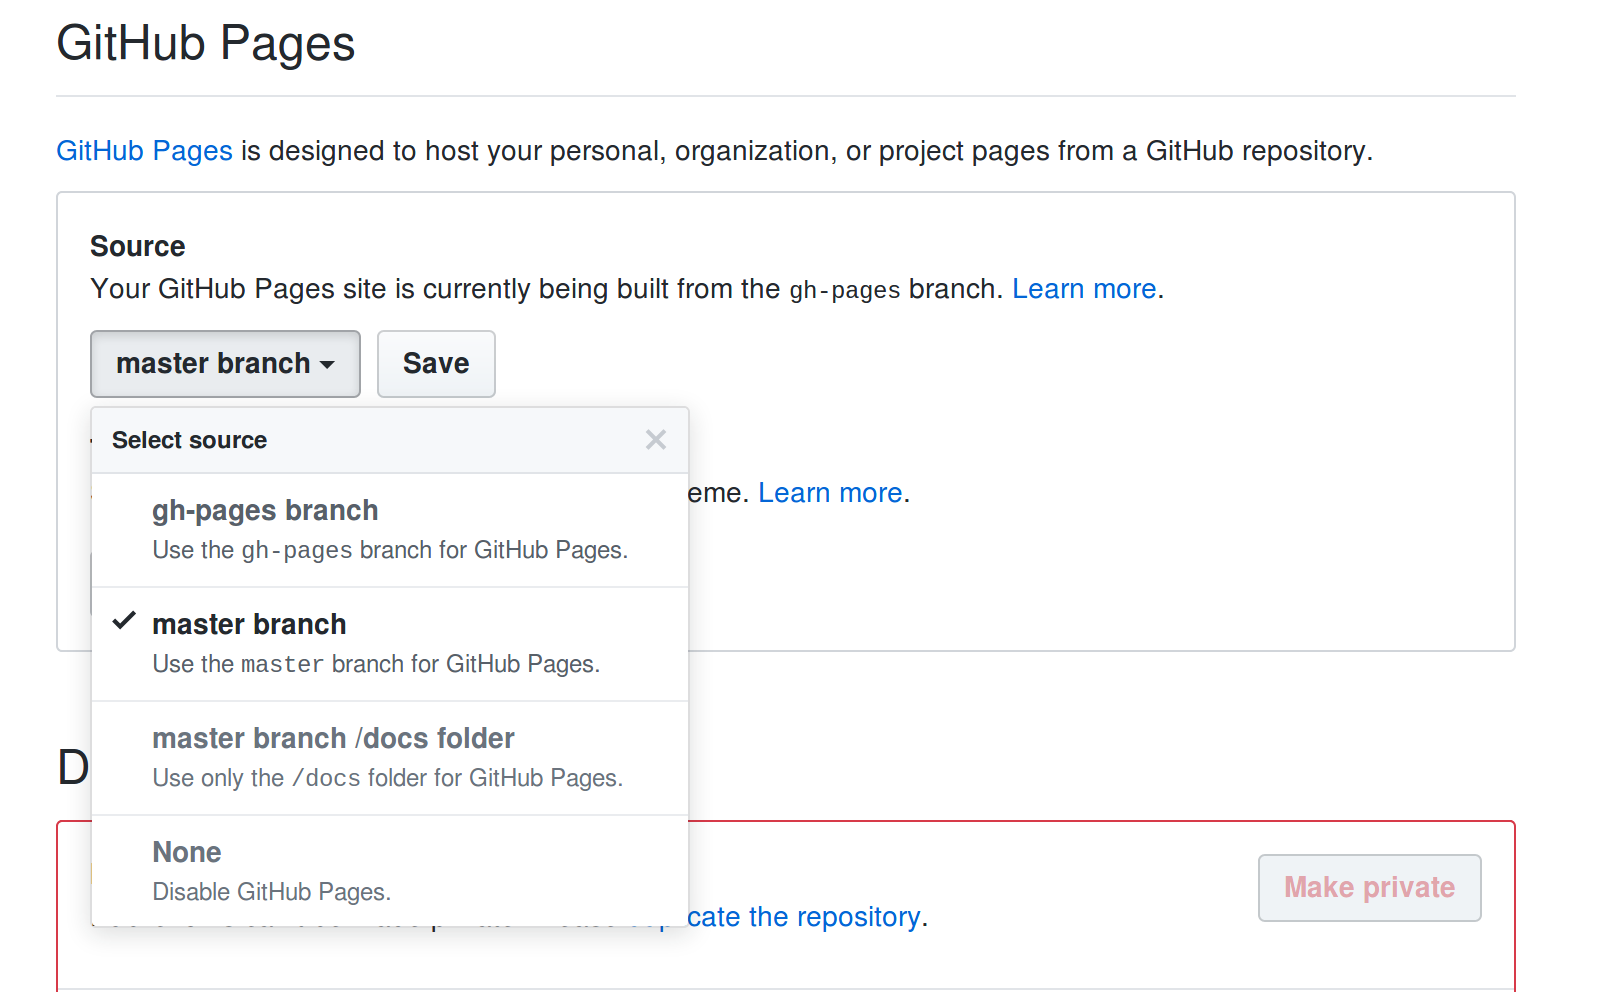 GitHub Pages
GitHub Pages is designed to host your personal, organization, or project pages from a GitHub repository.
Source
Your GitHub Pages site is currently being built from the gh-pages branch. Learn more.
master branch
Save
Select source
eme. Learn more.
gh-pages branch
Use the gh-pages branch for GitHub Pages.
master branch
Use the master branch for GitHub Pages.
master branch /docs folder
Use only the /docs folder for GitHub Pages.
D
None
Disable GitHub Pages.
Make private
cate the repository.